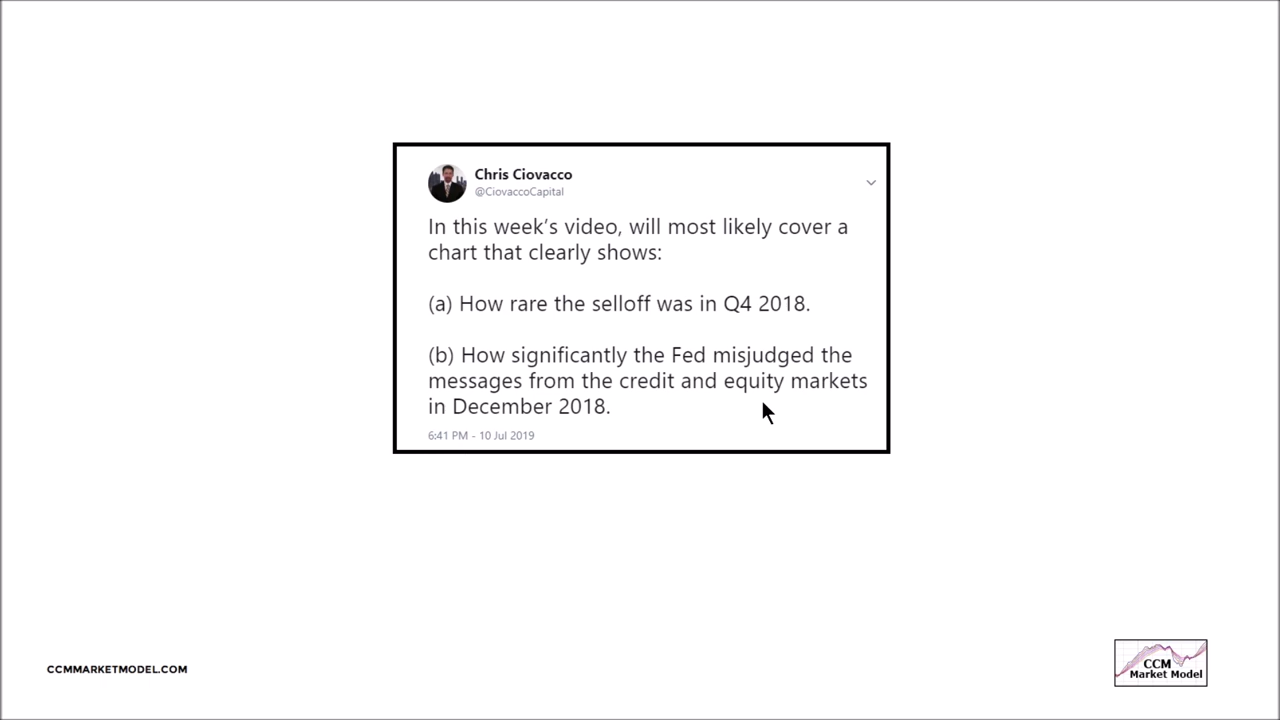 Chris Ciovacco
@CiovaccoCapital
In this week's video, will most likely cover a
chart that clearly shows:
(a) How rare the selloff was in Q4 2018.
(b) How significantly the Fed misjudged the
messages from the credit and equity markets
in December 2018.
6:41 PM - 10 Jul 2019
CCMMARKETMODEL.COM
CCM
Market Model